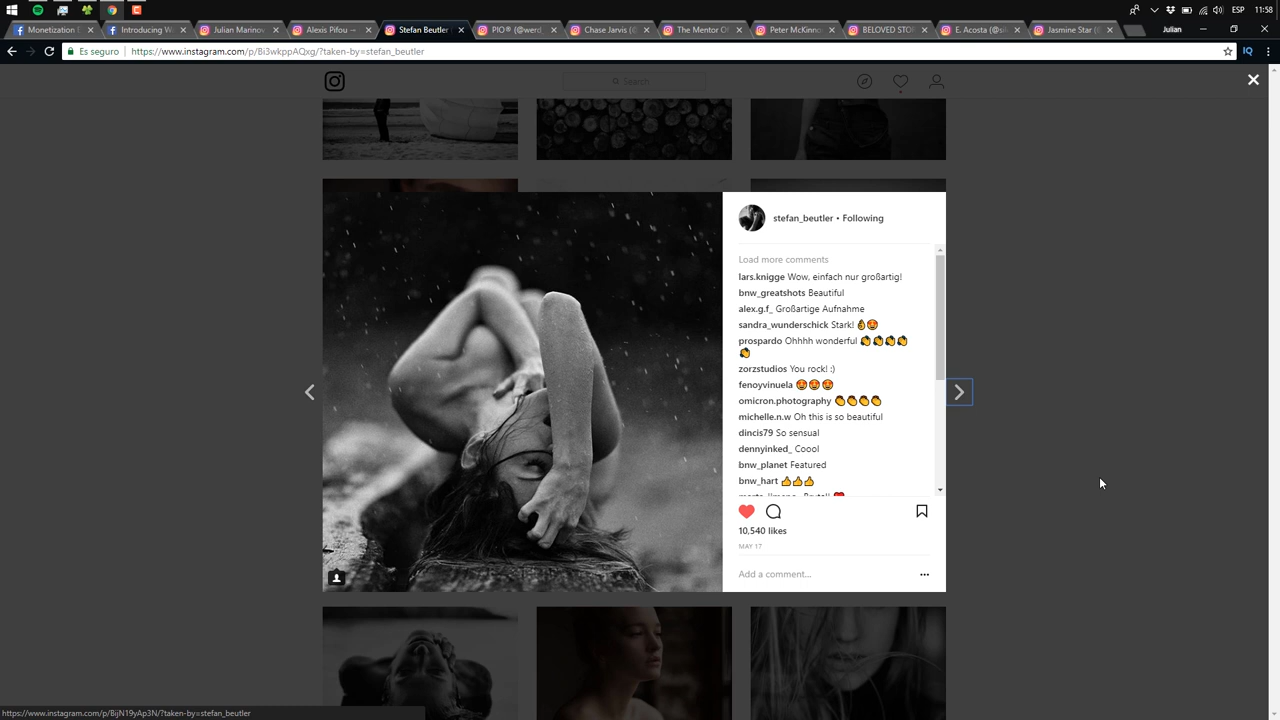 ESP 11:58
Monetization E
Introducing W
Julian Marinov
Alexis Pifou
Stefan Beutler
PIO® (@werd_
Chase Jarvis (@
The Mentor Of
Peter McKinno
BELOVED STO
E. Acosta (@si
Jasmine Star (
Julian
Es seguro
https://www.instagram.com/p/Bi3wkppAQxg/?taken-by=stefan_beutler
IQ
Search
stefan_beutler • Following
Load more comments
lars.knigge Wow, einfach nur großartig!
bnw_greatshots Beautiful
alex.g.f_ Großartige Aufnahme
sandra_wunderschick Stark! 👌😍
prospardo Ohhhh wonderful 👏👏👏👏
👏
zorzstudios You rock! :)
fenoyvinuela 😍😍😍
omicron.photography 👏👏👏👏
michelle.n.w Oh this is so beautiful
dincis79 So sensual
dennyinked_ Coool
bnw_planet Featured
bnw_hart 👍👍👍
10,540 likes
MAY 17
Add a comment...
https://www.instagram.com/p/BijN19yAp3N/?taken-by=stefan_beutler